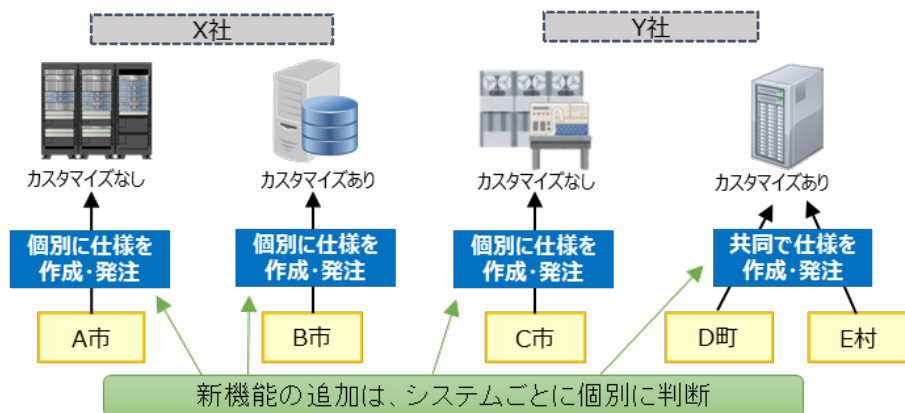 X社
Y社
カスタマイズなし
カスタマイズあり
カスタマイズなし
カスタマイズあり
個別に仕様を
作成・発注
個別に仕様を
作成・発注
個別に仕様を
作成・発注
共同で仕様を
作成・発注
A市
B市
C市
D町
E村
新機能の追加は、システムごとに個別に判断